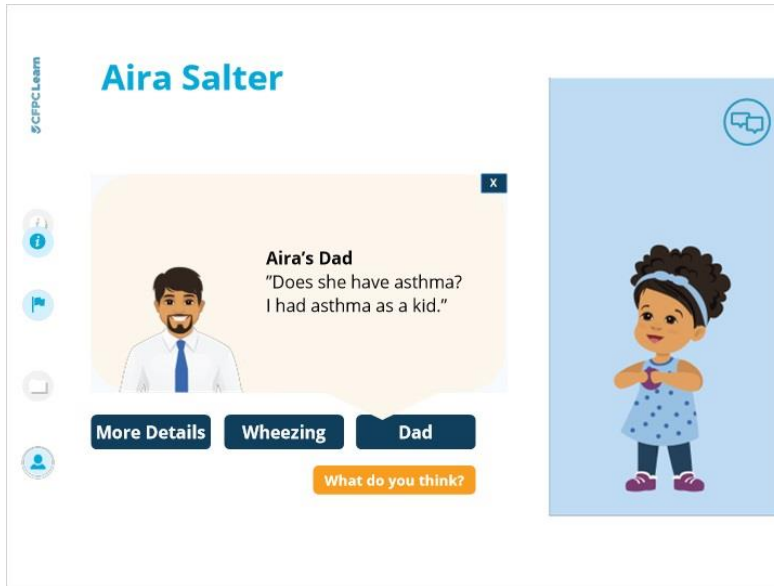 CFPCLearn
Aira Salter
X
Aira's Dad
"Does she have asthma?
I had asthma as a kid."
More Details
Wheezing
Dad
What do you think?